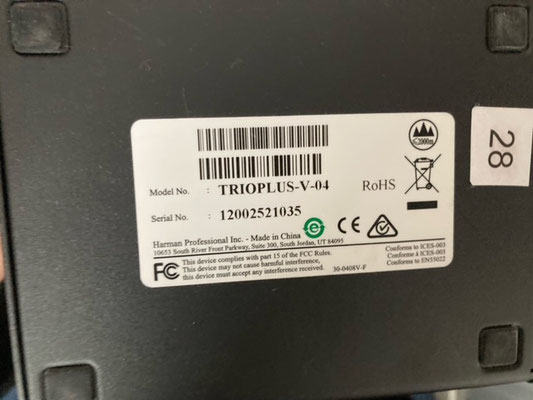 ≤2000m
Model No. : TRIOPLUS-V-04
RoHS
28
Serial No. : 12002521035
Harman Professional Inc. - Made in China
10653 South River Front Parkway, Suite 300, South Jordan, UT 84095
CE
FC This device complies with part 15 of the FCC Rules.
This device may not cause harmful interference,
this device must accept any interference received.
30-0408V-F
Conforms to ICES-003
Conforme à ICES-003
Conforms to EN55022